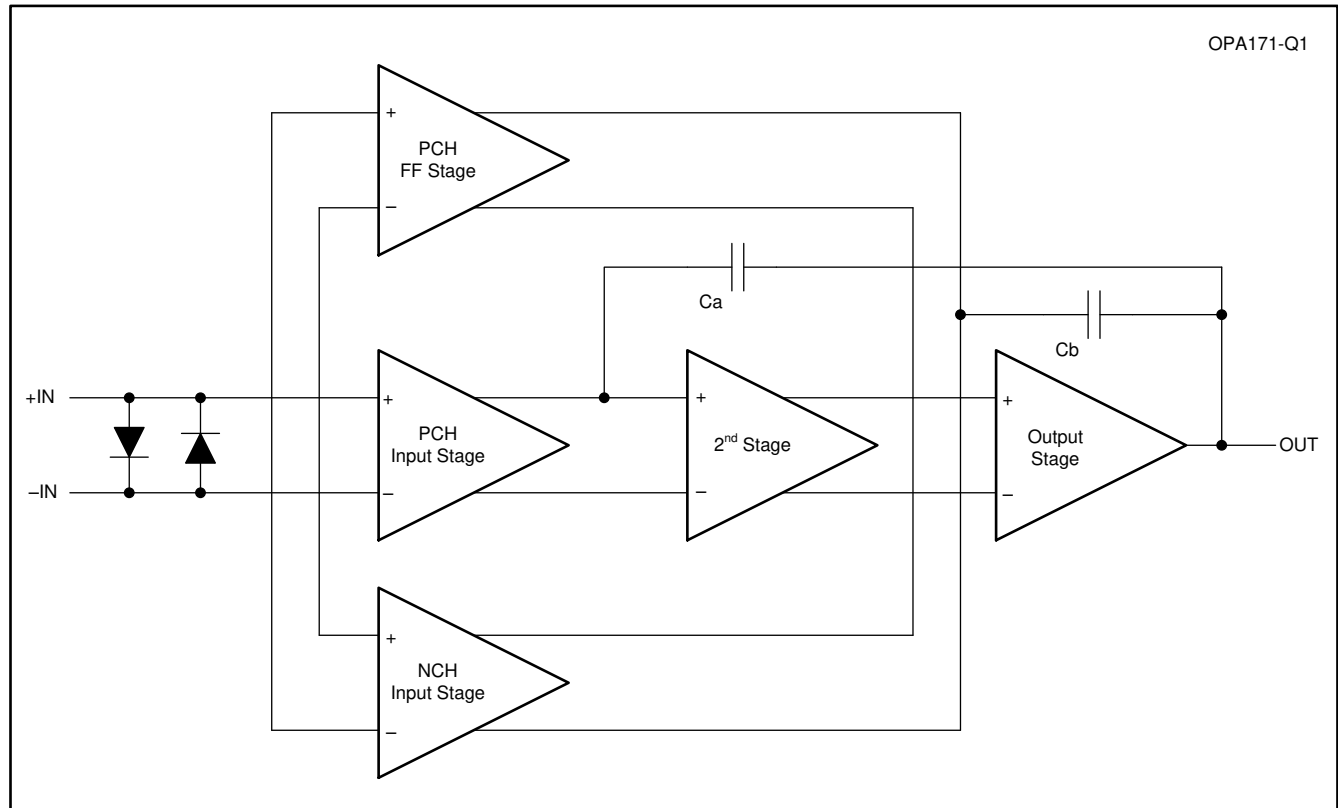 OPA171-Q1
+
PCH
FF Stage
−
Ca
Cb
+IN
+
PCH
Input Stage
−
+
2nd Stage
−
+
Output
Stage
−
OUT
−IN
+
NCH
Input Stage
−